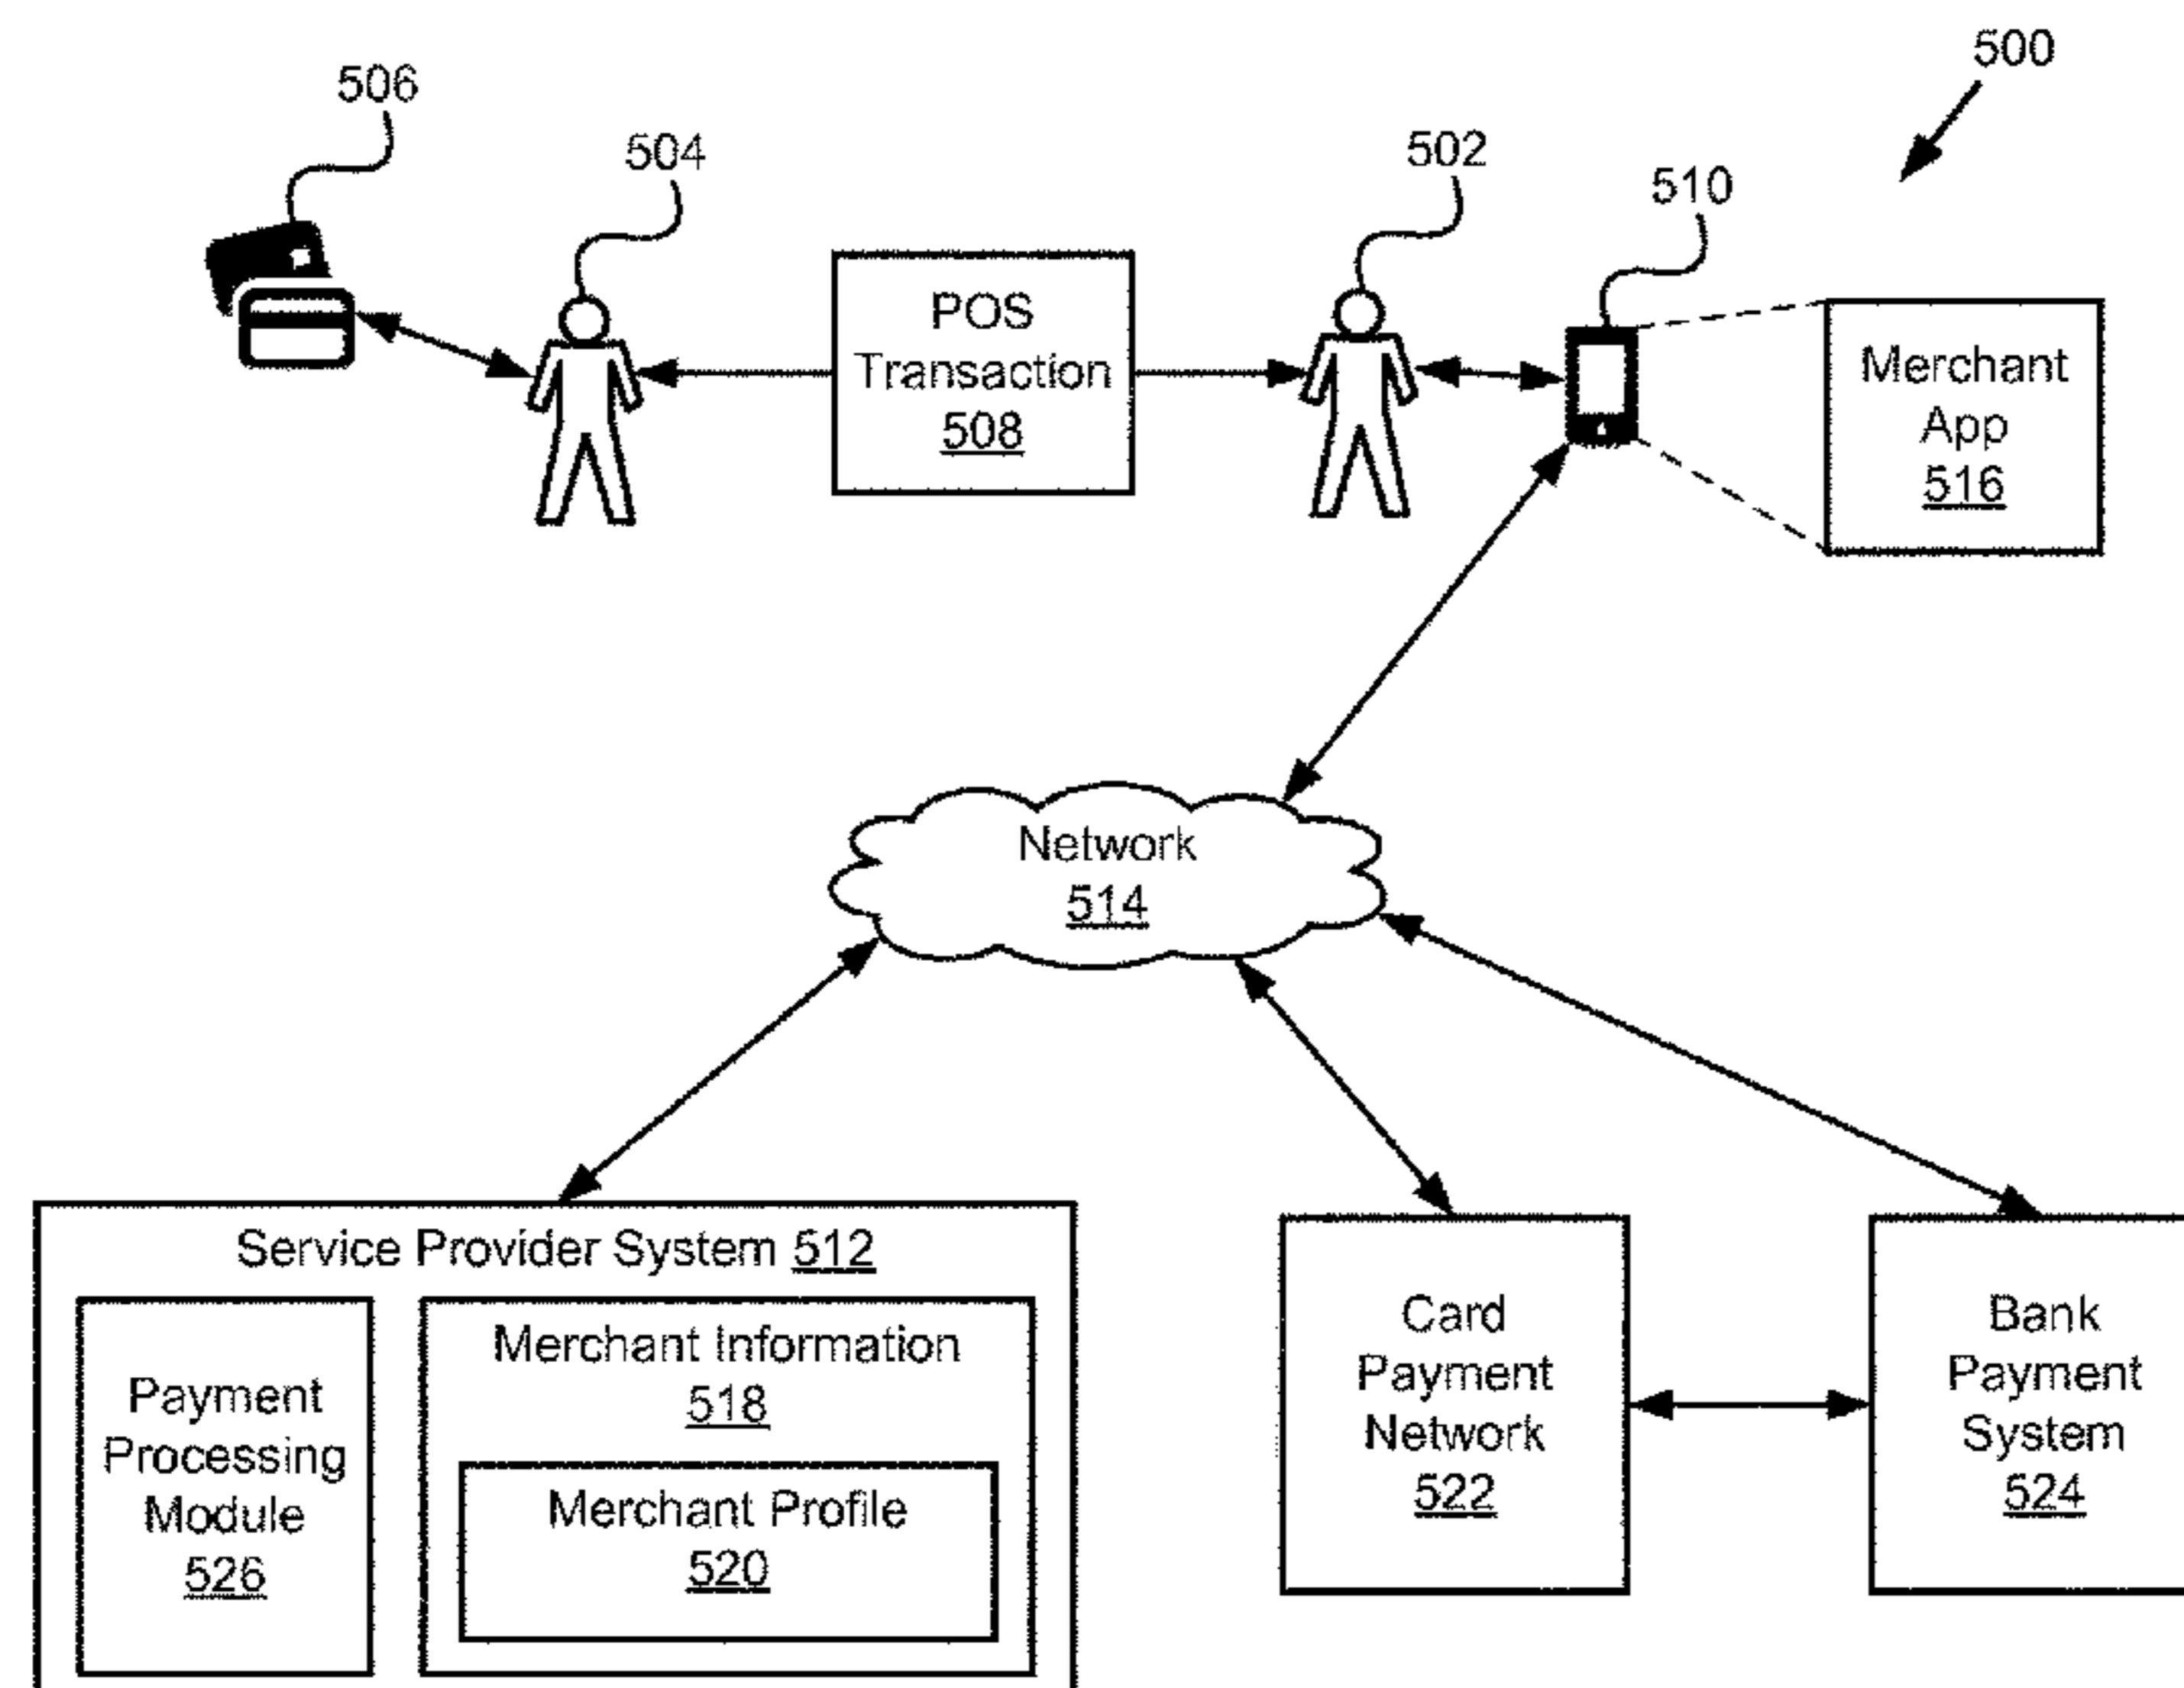 500
506
504
502
510
POS
Transaction
508
Merchant
App
516
Network
514
Service Provider System 512
Payment
Processing
Module
526
Merchant Information
518
Merchant Profile
520
Card
Payment
Network
522
Bank
Payment
System
524